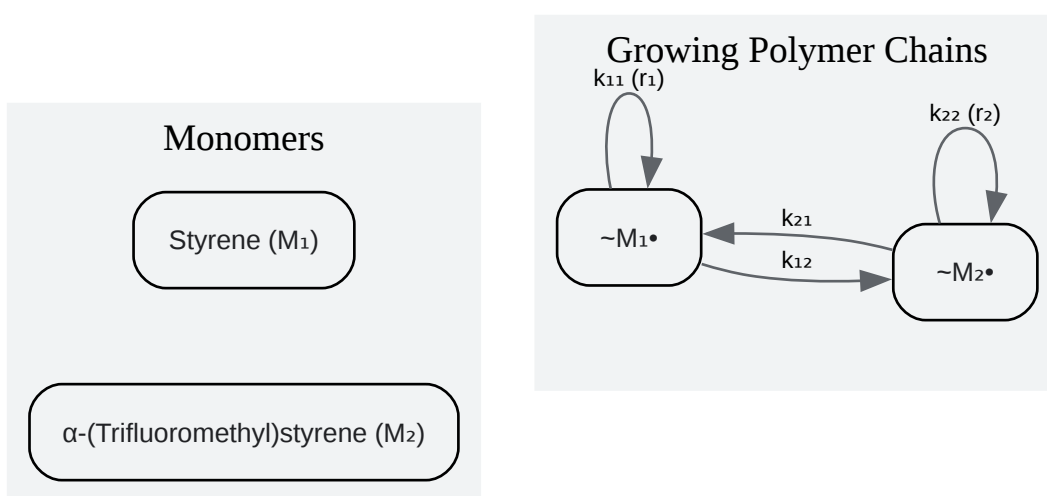 Monomers
Styrene (M₁)
α-(Trifluoromethyl)styrene (M₂)
Growing Polymer Chains
k₁₁ (r₁)
k₂₂ (r₂)
~M₁•
k₂₁
k₁₂
~M₂•